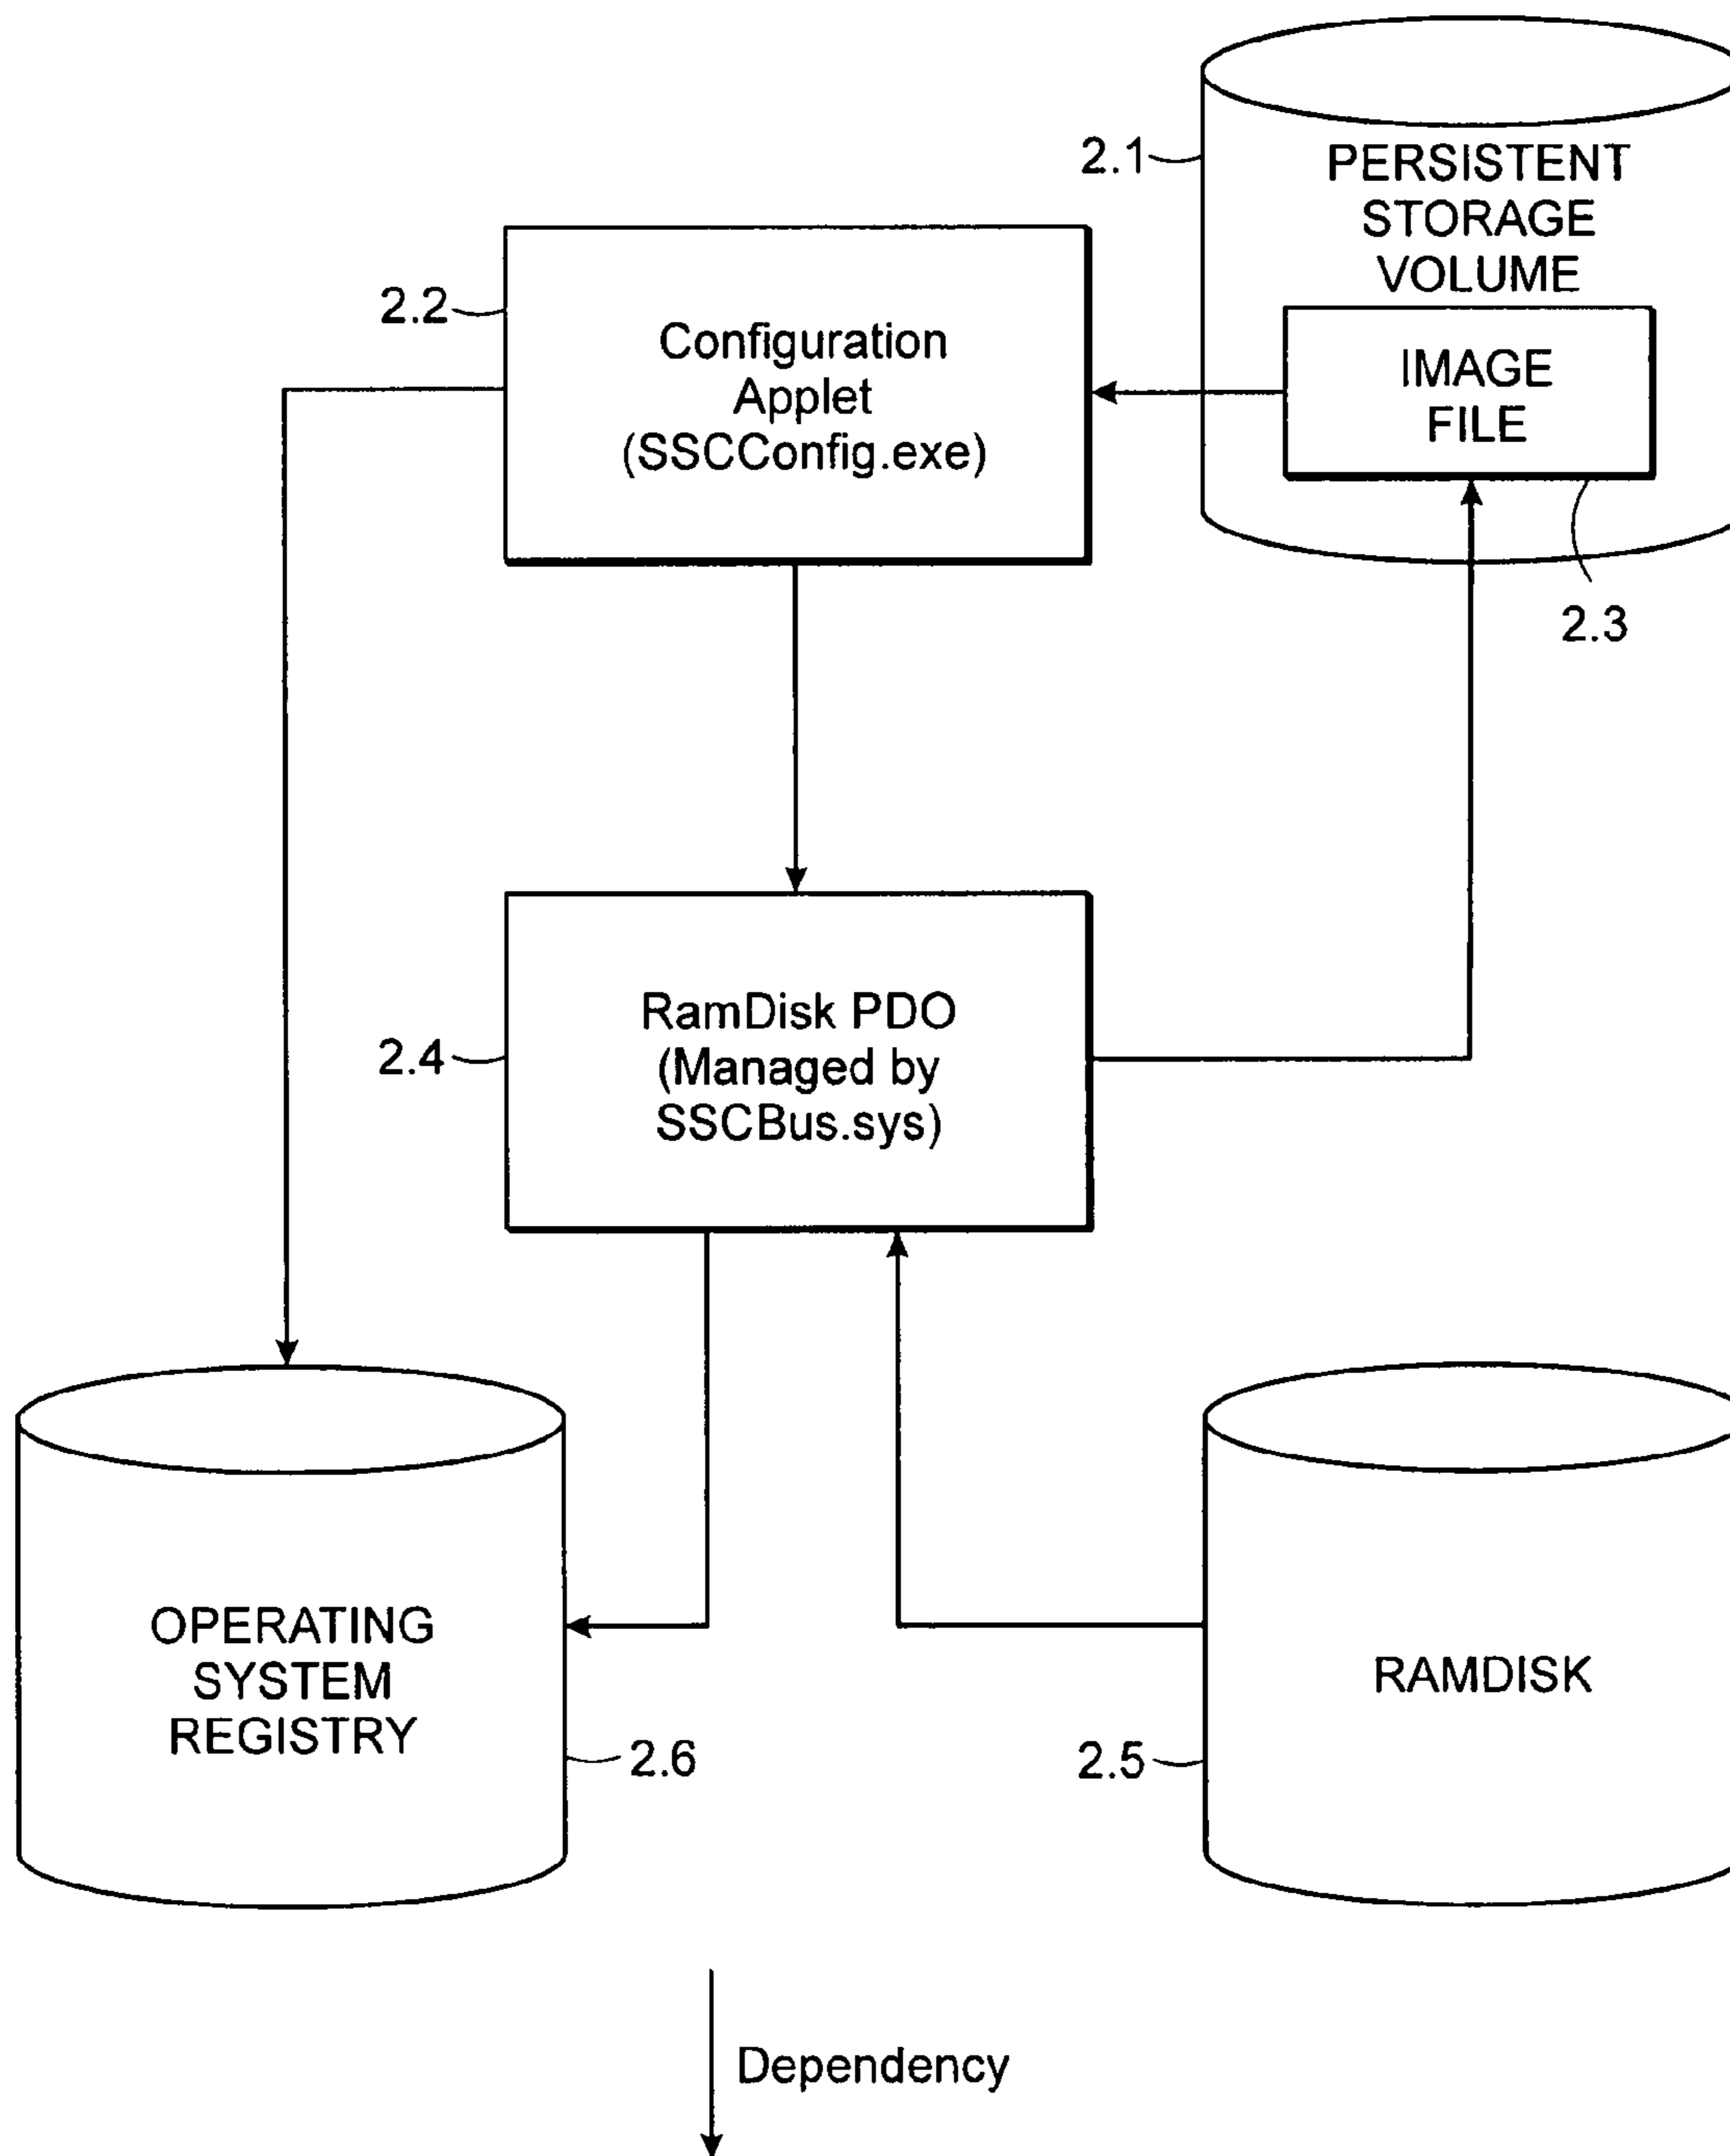 2.1
PERSISTENT
STORAGE
VOLUME
2.2
Configuration
Applet
(SSCConfig.exe)
IMAGE
FILE
2.3
2.4
RamDisk PDO
(Managed by
SSCBus.sys)
OPERATING
SYSTEM
REGISTRY
2.6
2.5
RAMDISK
Dependency